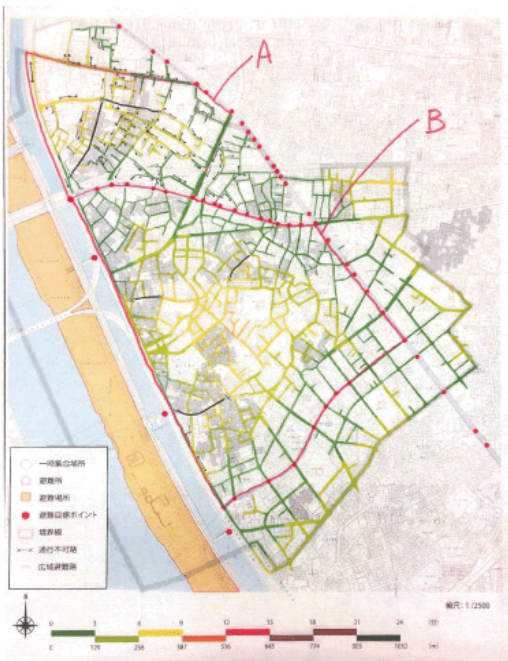 A
B
一時集合場所
避難所
避難場所
避難目標ポイント
境界線
通行不可路
広域避難路
N
縮尺:1/2500
0 3 6 9 12 15 18 21 24 (分)
0 129 258 387 516 645 774 903 1032 (m)